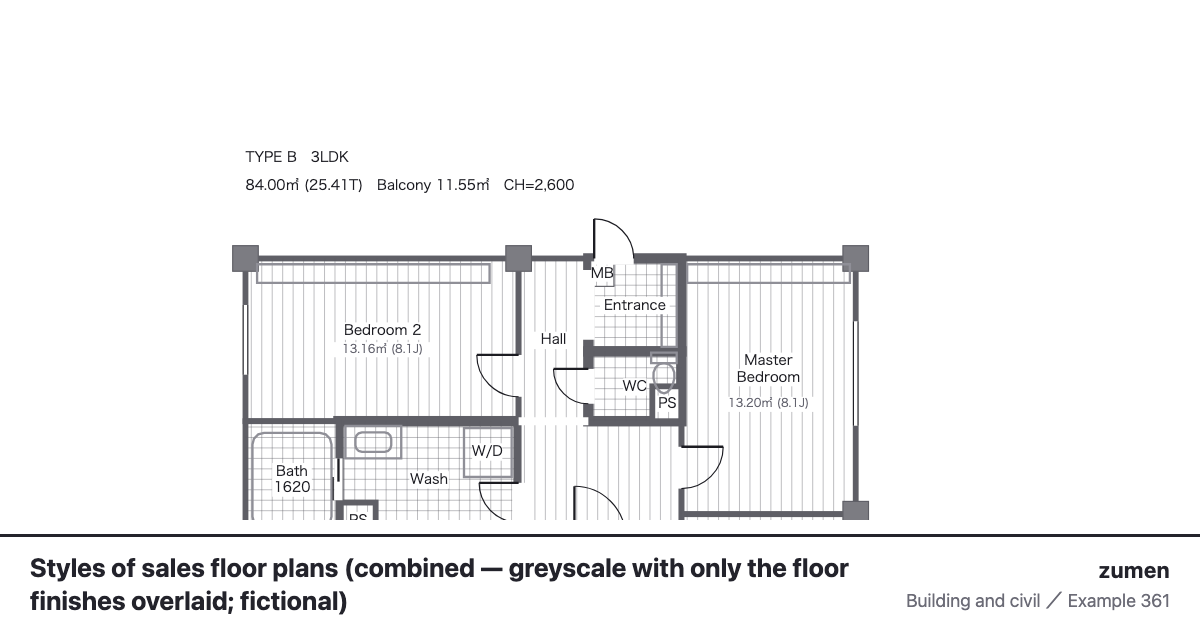 TYPE B 3LDK
84.00㎡ (25.41T) Balcony 11.55㎡ CH=2,600
MB
Entrance
Bedroom 2
13.16㎡ (8.1J)
Hall
Master
Bedroom
13.20㎡ (8.1J)
WC
PS
W/D
Bath
1620
Wash
PS
Styles of sales floor plans (combined — greyscale with only the floor
finishes overlaid; fictional)
zumen
Building and civil ／ Example 361